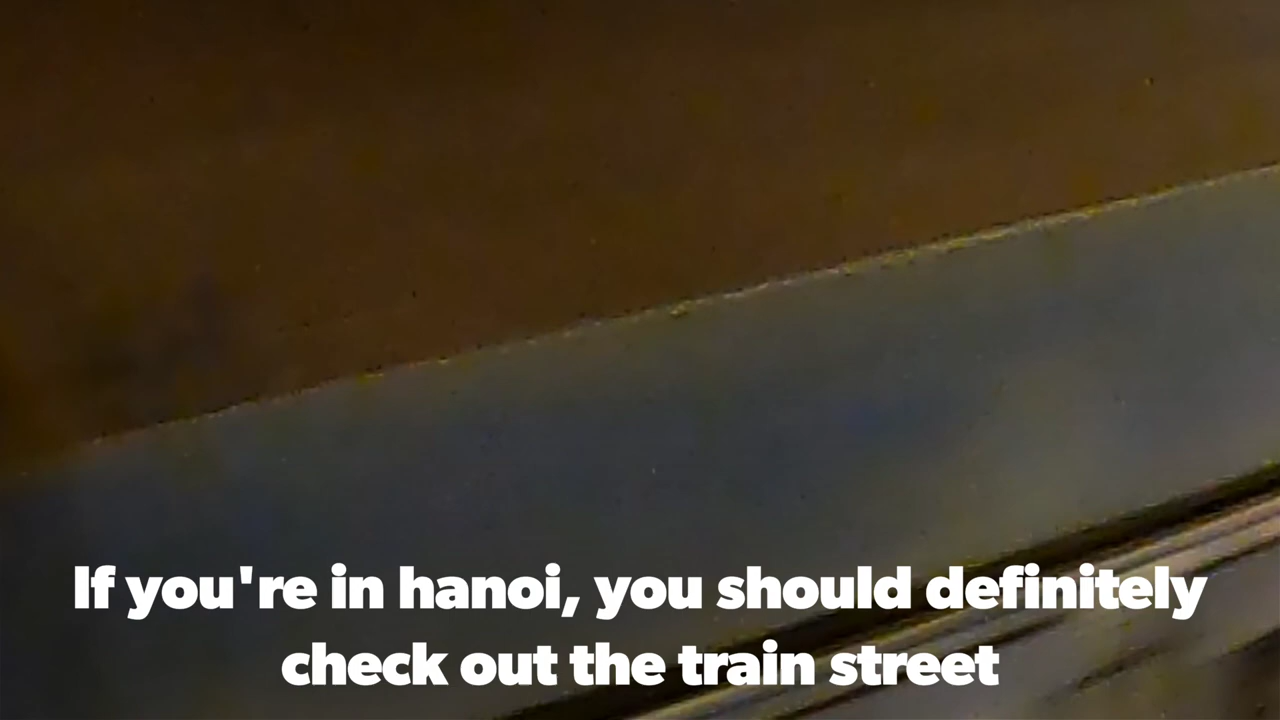 If you're in hanoi, you should definitely
check out the train street